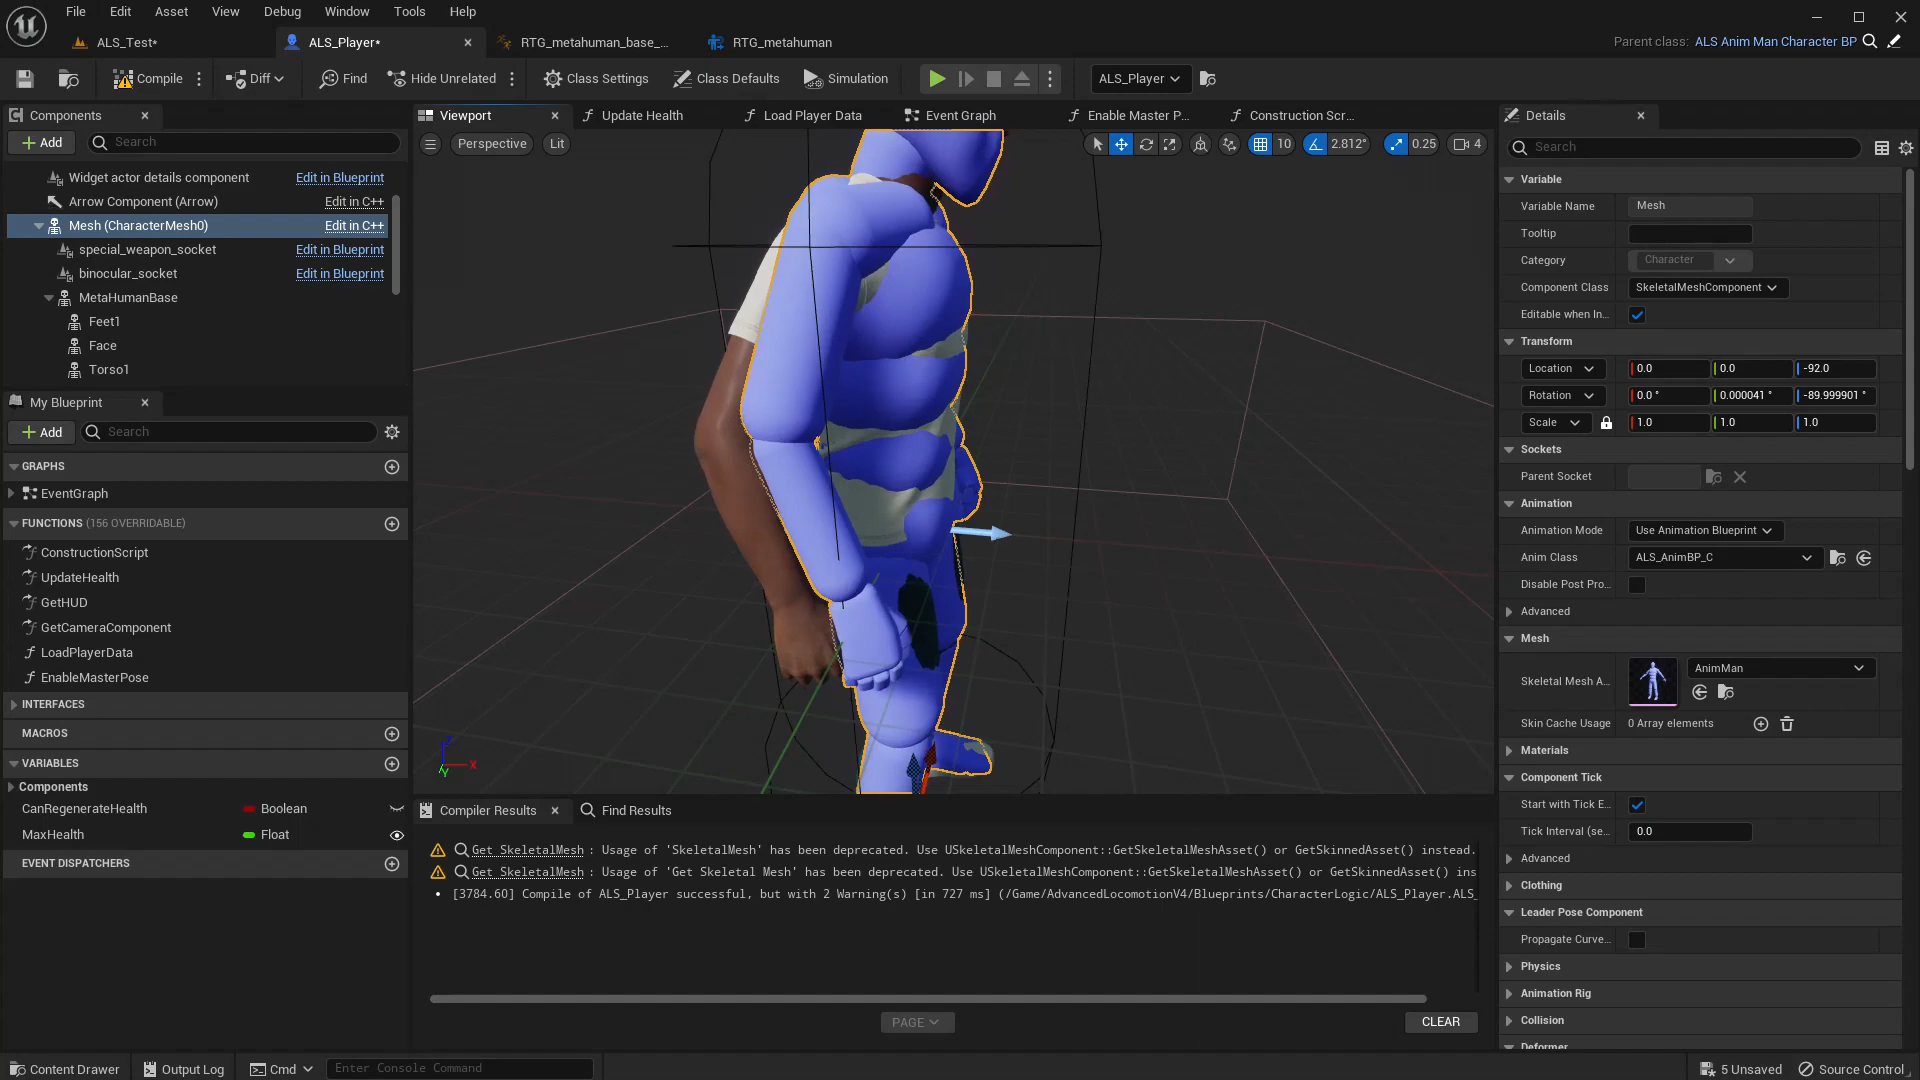 File Edit Asset View Debug Window Tools Help
ALS_Test* ALS_Player* RTG_metahuman_base_... RTG_metahuman Parent class: ALS Anim Man Character BP
Compile Diff Find Hide Unrelated Class Settings Class Defaults Simulation ALS_Player
Components Viewport Update Health Load Player Data Event Graph Enable Master P... Construction Scr... Details
Add Search
Perspective Lit 10 2.812° 0.25 4
Search
Widget actor details component Edit in Blueprint
Arrow Component (Arrow) Edit in C++
Mesh (CharacterMesh0) Edit in C++
special_weapon_socket Edit in Blueprint
binocular_socket Edit in Blueprint
MetaHumanBase
Feet1
Face
Torso1
My Blueprint
Add Search
GRAPHS
EventGraph
FUNCTIONS (156 OVERRIDABLE)
ConstructionScript
UpdateHealth
GetHUD
GetCameraComponent
LoadPlayerData
EnableMasterPose
INTERFACES
MACROS
VARIABLES
Components
CanRegenerateHealth Boolean
MaxHealth Float
EVENT DISPATCHERS
Z
X
Y
Compiler Results Find Results
Get SkeletalMesh : Usage of 'SkeletalMesh' has been deprecated. Use USkeletalMeshComponent::GetSkeletalMeshAsset() or GetSkinnedAsset() instead.
Get SkeletalMesh : Usage of 'Get Skeletal Mesh' has been deprecated. Use USkeletalMeshComponent::GetSkeletalMeshAsset() or GetSkinnedAsset() ins
[3784.60] Compile of ALS_Player successful, but with 2 Warning(s) [in 727 ms] (/Game/AdvancedLocomotionV4/Blueprints/CharacterLogic/ALS_Player.ALS_
PAGE CLEAR
Variable
Variable Name Mesh
Tooltip
Category Character
Component Class SkeletalMeshComponent
Editable when In...
Transform
Location 0.0 0.0 -92.0
Rotation 0.0 ° 0.000041 ° -89.999901 °
Scale 1.0 1.0 1.0
Sockets
Parent Socket
Animation
Animation Mode Use Animation Blueprint
Anim Class ALS_AnimBP_C
Disable Post Pro...
Advanced
Mesh
Skeletal Mesh A... AnimMan
Skin Cache Usage 0 Array elements
Materials
Component Tick
Start with Tick E...
Tick Interval (se... 0.0
Advanced
Clothing
Leader Pose Component
Propagate Curve...
Physics
Animation Rig
Collision
Deformer
Content Drawer Output Log Cmd Enter Console Command 5 Unsaved Source Control